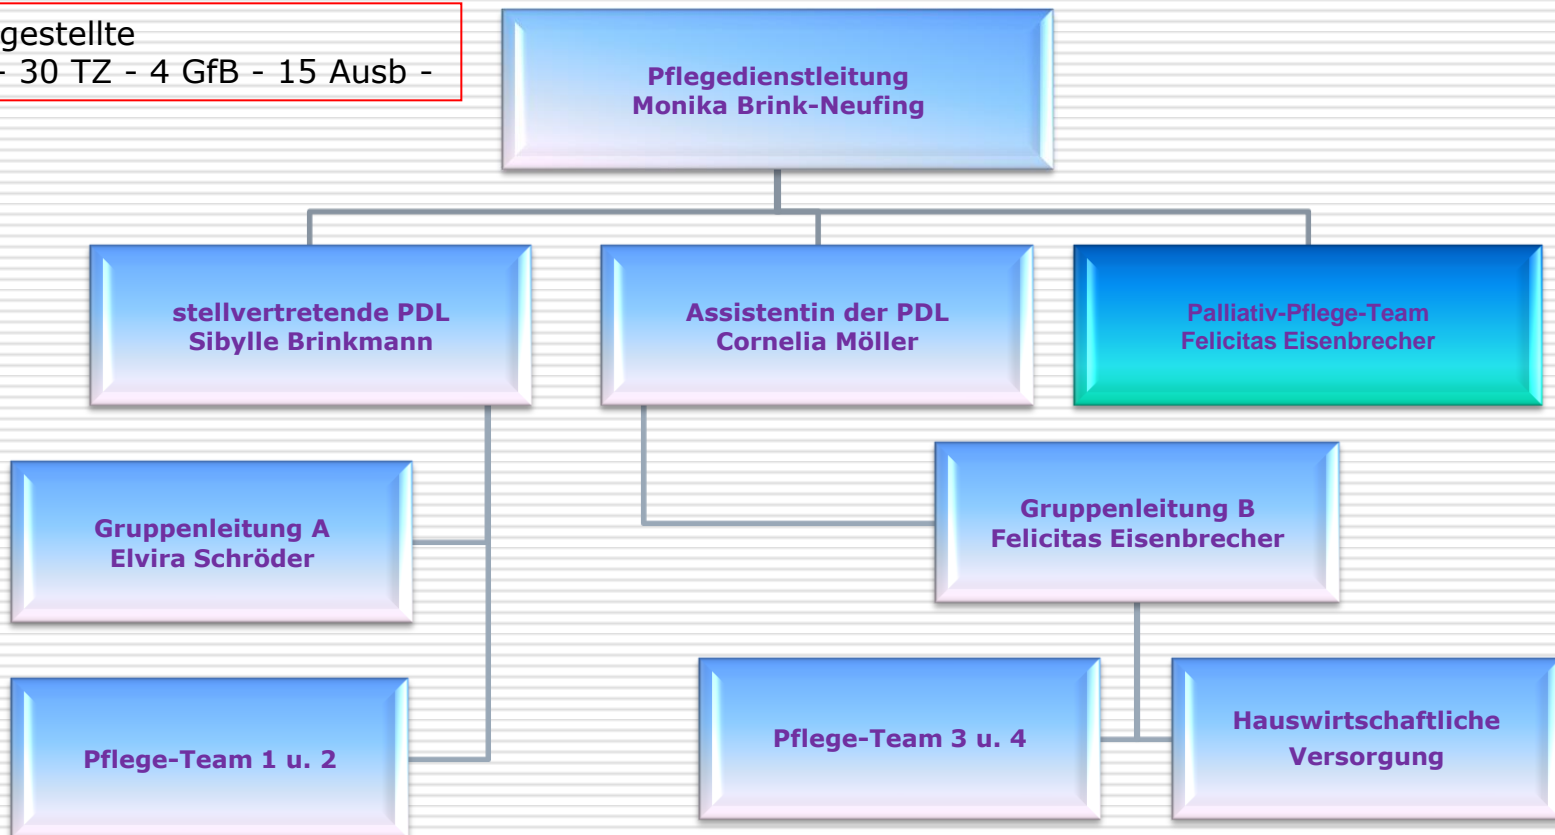 gestellte
- 30 TZ - 4 GfB - 15 Ausb -
Pflegedienstleitung
Monika Brink-Neufing
stellvertretende PDL
Sibylle Brinkmann
Assistentin der PDL
Cornelia Möller
Palliativ-Pflege-Team
Felicitas Eisenbrecher
Gruppenleitung A
Elvira Schröder
Gruppenleitung B
Felicitas Eisenbrecher
Pflege-Team 1 u. 2
Pflege-Team 3 u. 4
Hauswirtschaftliche
Versorgung